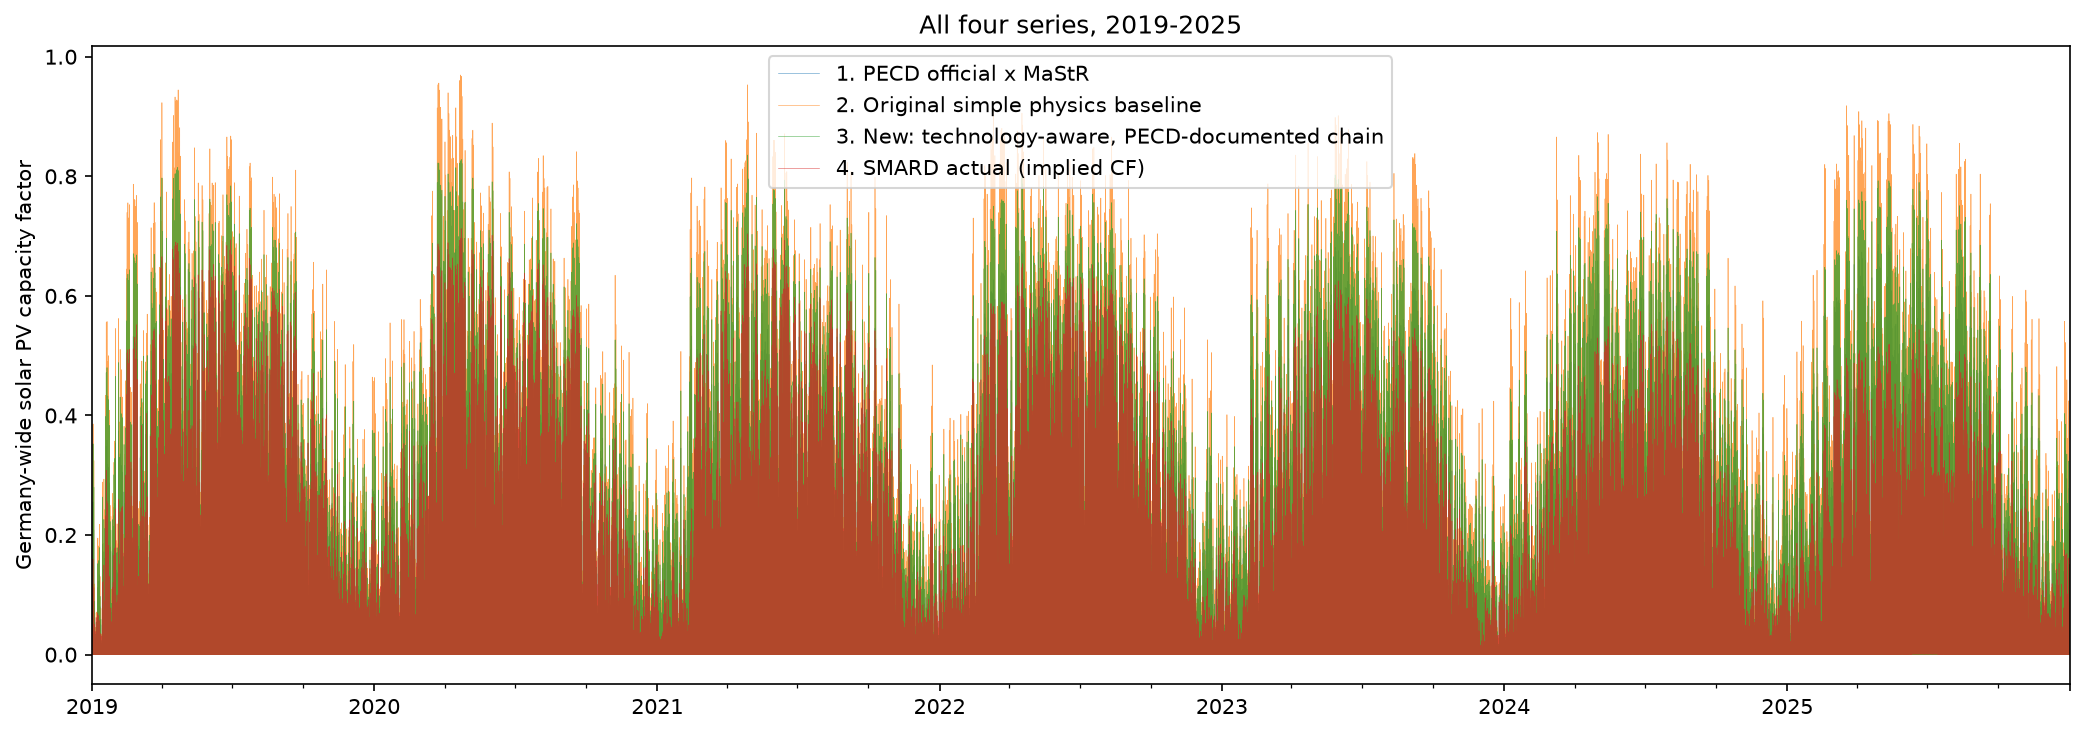 All four series, 2019-2025
1. PECD official x MaStR
2. Original simple physics baseline
3. New: technology-aware, PECD-documented chain
4. SMARD actual (implied CF)
Germany-wide solar PV capacity factor
1.0
0.8
0.6
0.4
0.2
0.0
2019 2020 2021 2022 2023 2024 2025